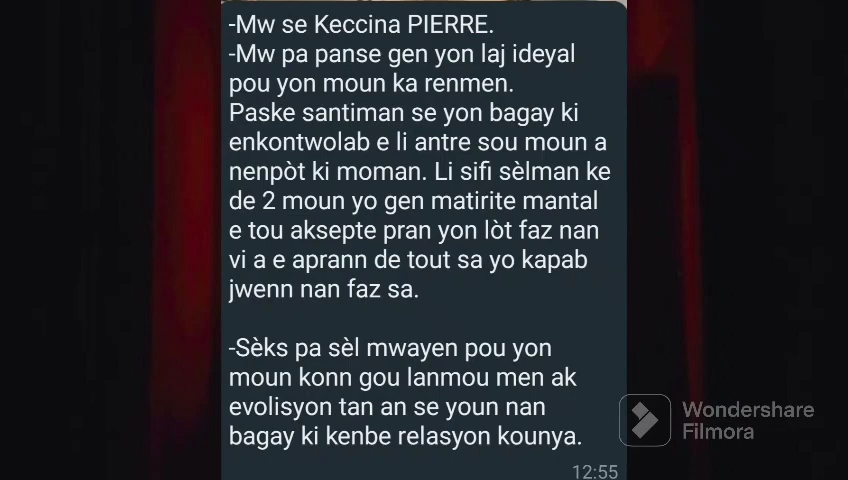 -Mw se Keccina PIERRE.
-Mw pa panse gen yon laj ideyal
pou yon moun ka renmen.
Paske santiman se yon bagay ki
enkontwolab e li antre sou moun a
nenpòt ki moman. Li sifi sèlman ke
de 2 moun yo gen matirite mantal
e tou aksepte pran yon lòt faz nan
vi a e aprann de tout sa yo kapab
jwenn nan faz sa.
-Sèks pa sèl mwayen pou yon
moun konn gou lanmou men ak
evolisyon tan an se youn nan
bagay ki kenbe relasyon kounya.
12:55
Wondershare
Filmora